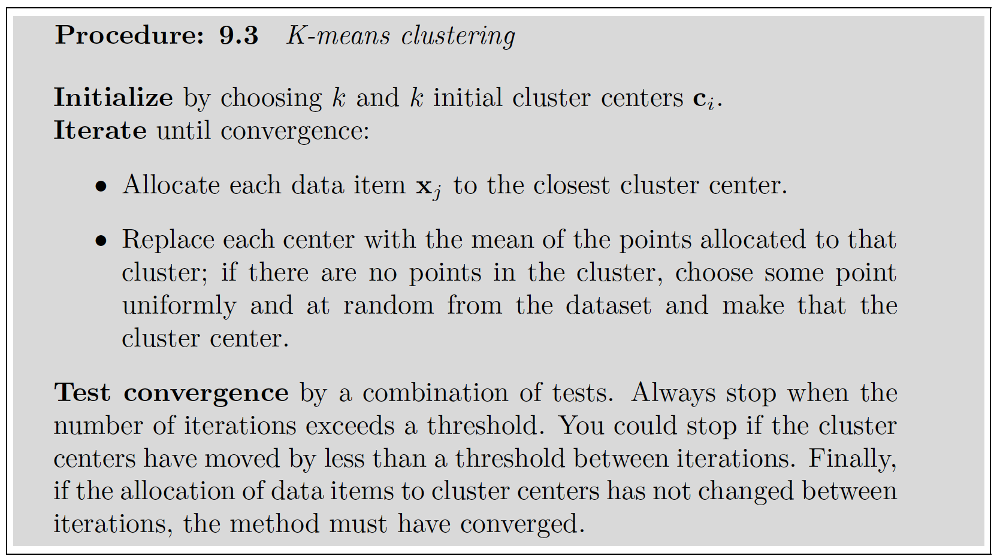 Procedure: 9.3 K-means clustering
Initialize by choosing k and k initial cluster centers c_i.
Iterate until convergence:
• Allocate each data item x_j to the closest cluster center.
• Replace each center with the mean of the points allocated to that
cluster; if there are no points in the cluster, choose some point
uniformly and at random from the dataset and make that the
cluster center.
Test convergence by a combination of tests. Always stop when the
number of iterations exceeds a threshold. You could stop if the cluster
centers have moved by less than a threshold between iterations. Finally,
if the allocation of data items to cluster centers has not changed between
iterations, the method must have converged.